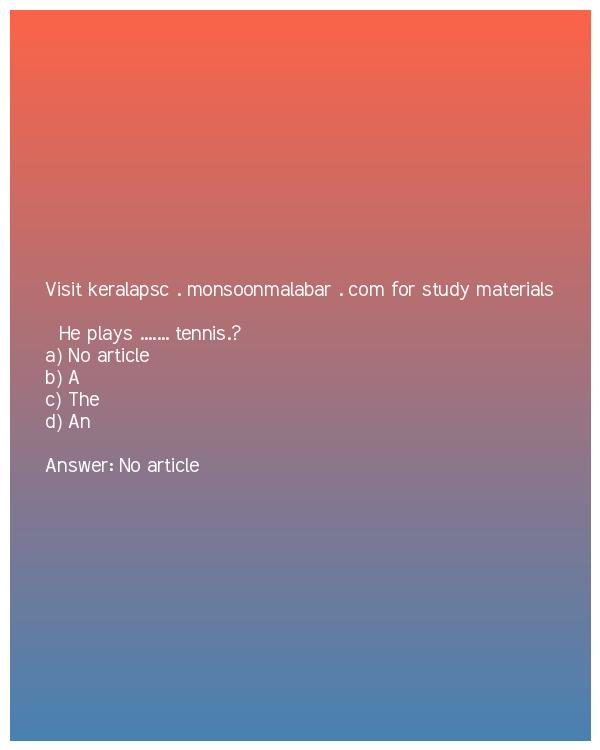 Visit keralapsc . monsoonmalabar . com for study materials
He plays ....... tennis.?
a) No article
b) A
c) The
d) An
Answer: No article